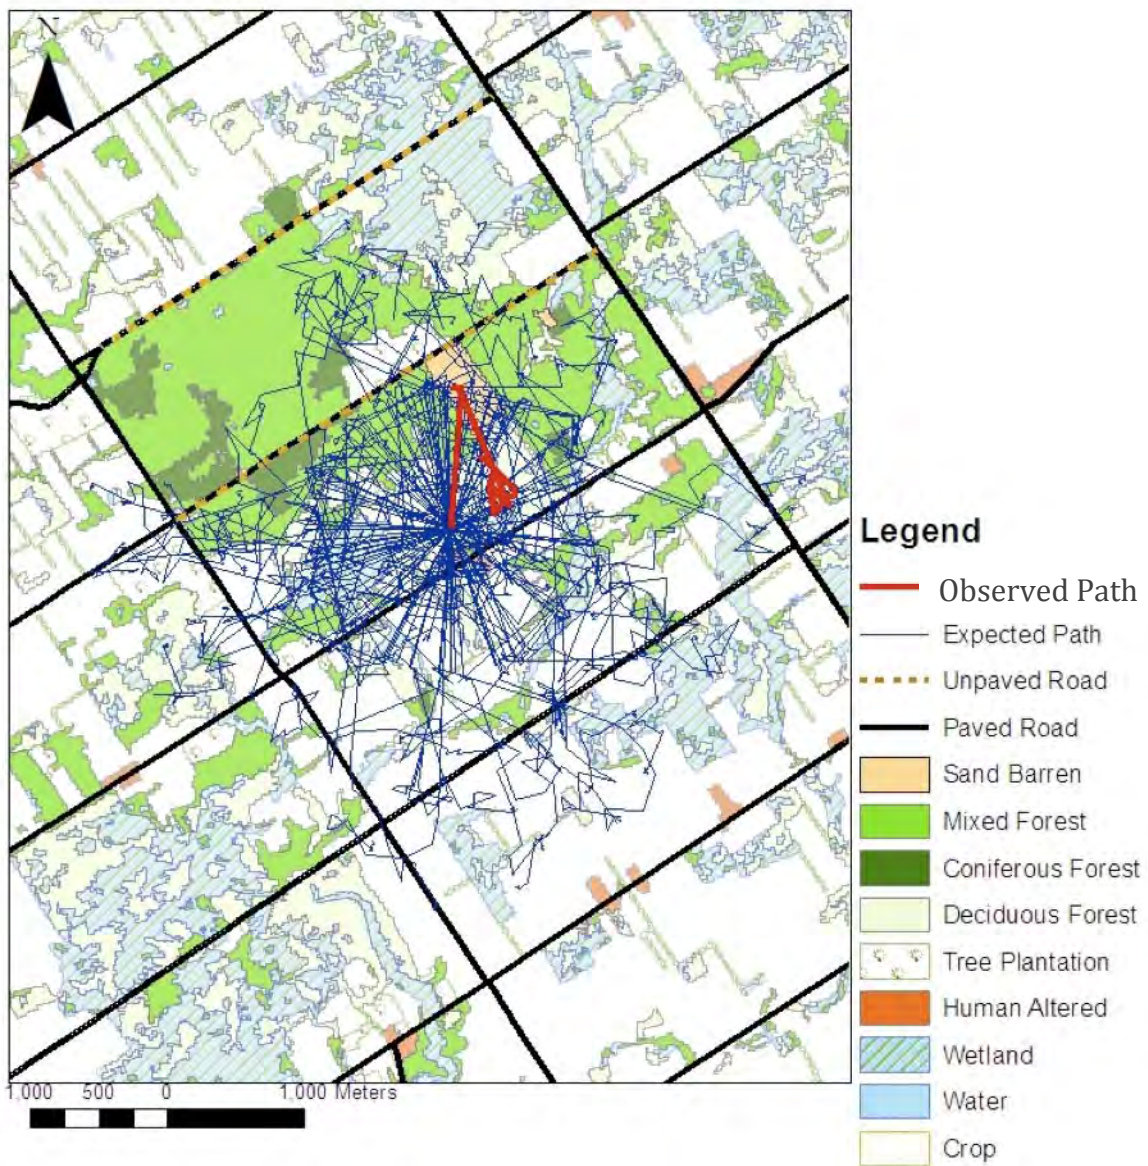 N
Legend
Observed Path
Expected Path
Unpaved Road
Paved Road
Sand Barren
Mixed Forest
Coniferous Forest
Deciduous Forest
Tree Plantation
Human Altered
Wetland
Water
Crop
1,000 500 0 1,000 Meters